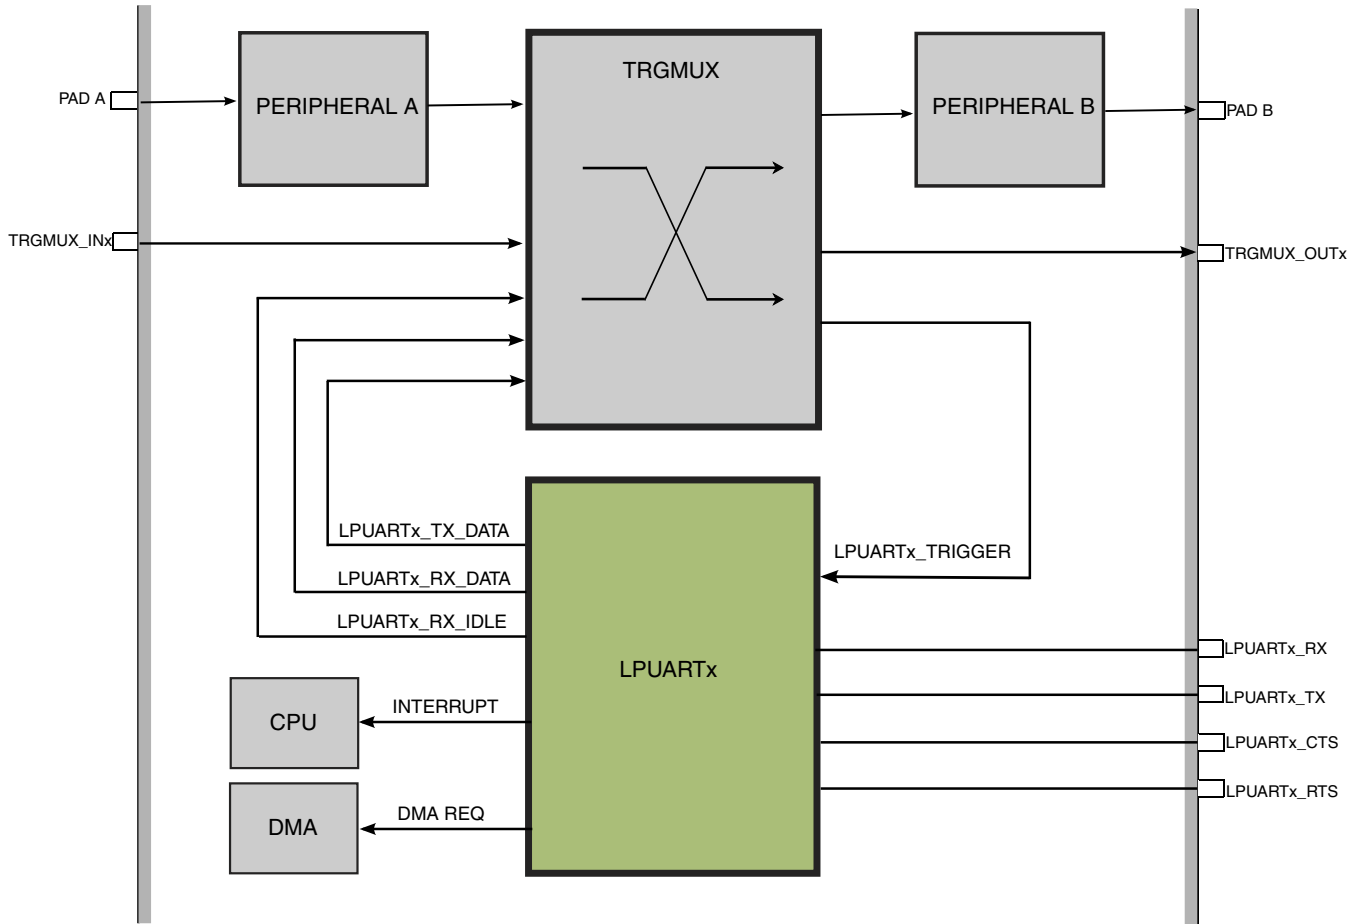 TRGMUX
PAD A
PERIPHERAL A
PERIPHERAL B
PAD B
TRGMUX_INx
TRGMUX_OUTx
LPUARTx_TX_DATA
LPUARTx_TRIGGER
LPUARTx_RX_DATA
LPUARTx_RX_IDLE
LPUARTx_RX
LPUARTx
LPUARTx_TX
INTERRUPT
CPU
LPUARTx_CTS
LPUARTx_RTS
DMA REQ
DMA